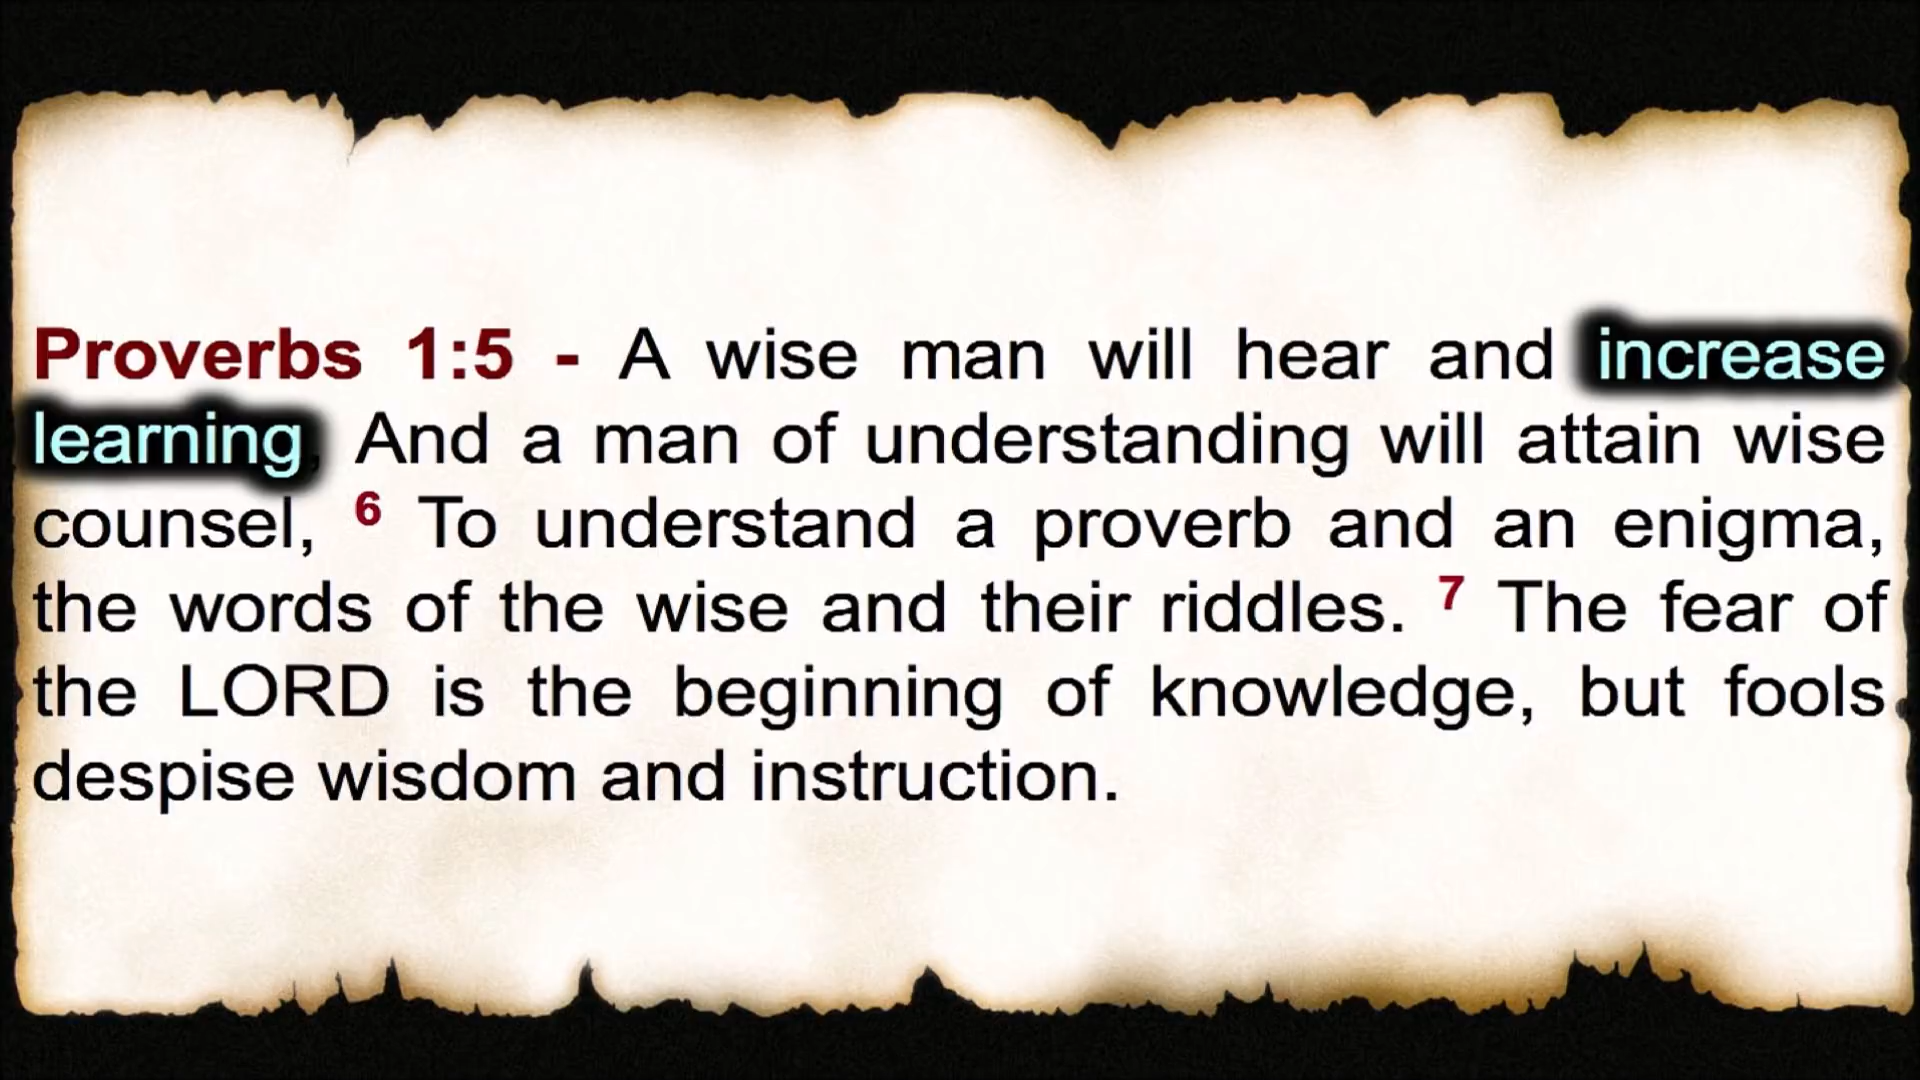 Proverbs 1:5 - A wise man will hear and increase
learning, And a man of understanding will attain wise
counsel, 6 To understand a proverb and an enigma,
the words of the wise and their riddles. 7 The fear of
the LORD is the beginning of knowledge, but fools
despise wisdom and instruction.